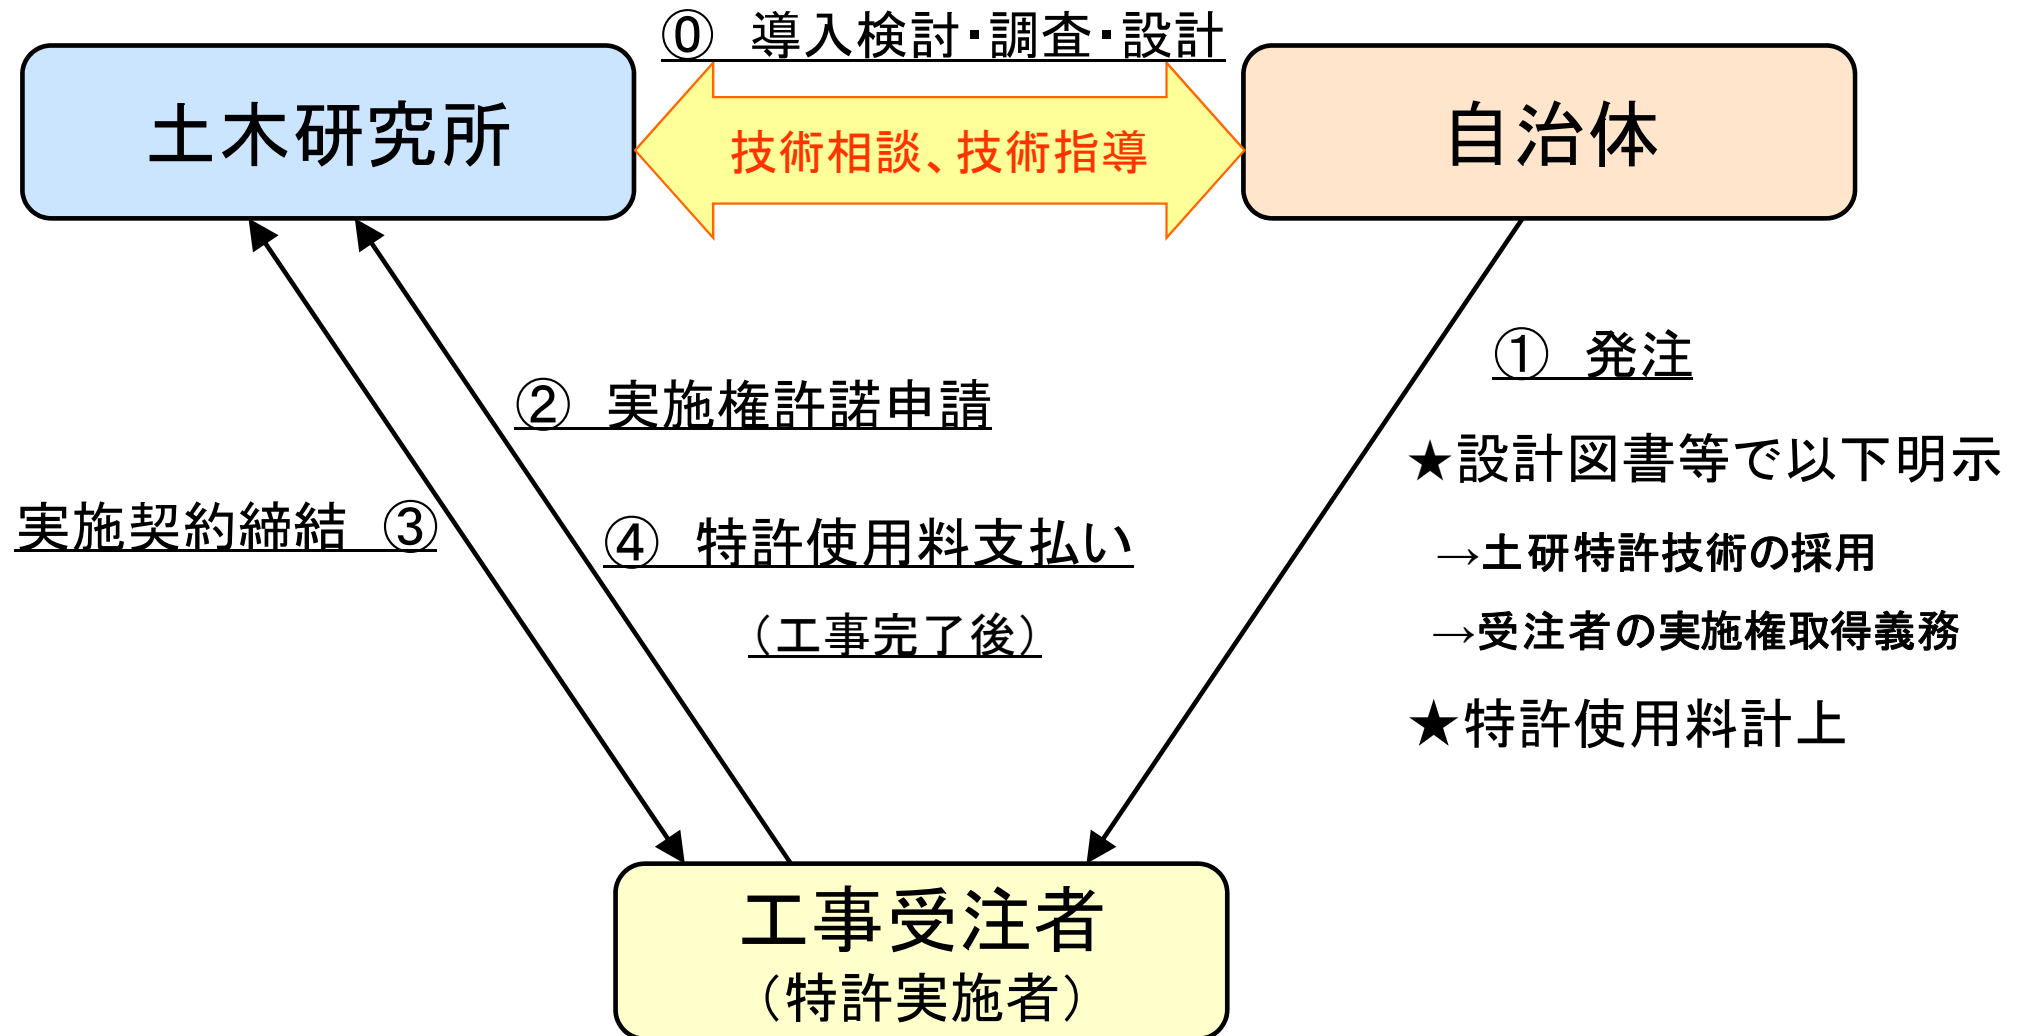 ⓪　導入検討・調査・設計
土木研究所
技術相談、技術指導
自治体
①　発注
②　実施権許諾申請
★設計図書等で以下明示
実施契約締結　③
④　特許使用料支払い
→土研特許技術の採用
（工事完了後）
→受注者の実施権取得義務
★特許使用料計上
工事受注者
（特許実施者）